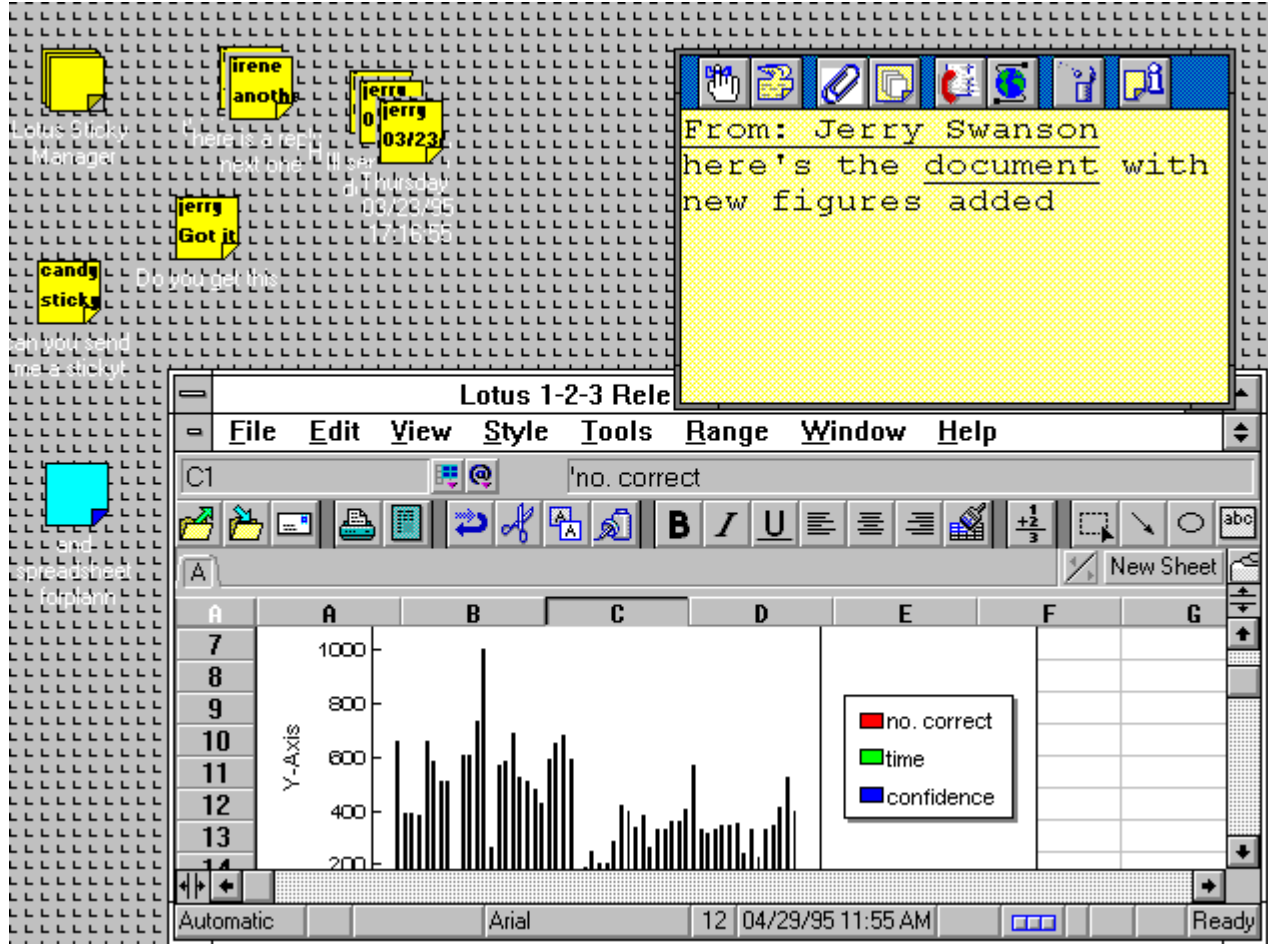 irene
anothe
Lotus Sticky
Manager
here is a reply
next one
jerry
0
jerry
03/23/
Thursday
03/23/95
17:16:55
jerry
Got it
Do you get this
candy
sticky
can you send
me a stickyt
and
spreadsheet
forplann
From: Jerry Swanson
here's the document with
new figures added
Lotus 1-2-3 Rele
File Edit View Style Tools Range Window Help
C1 'no. correct
B I U abc
A New Sheet
A A B C D E F G
7
8
9
10
11
12
13
14
1000
800
600
400
200
Y-Axis
no. correct
time
confidence
Automatic Arial 12 04/29/95 11:55 AM Ready